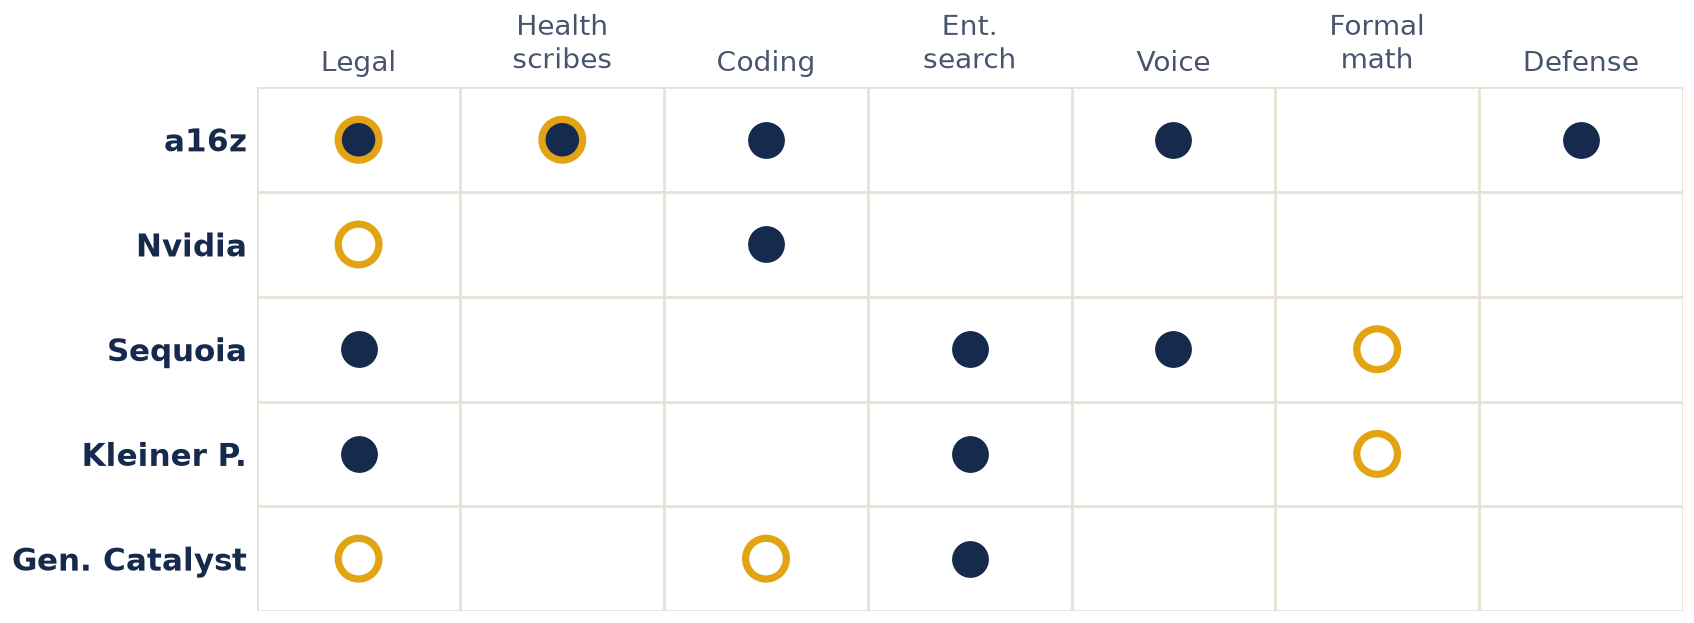 Health
Ent.
Formal
Legal
scribes
Coding
search
Voice
math
Defense
a16z
Nvidia
Sequoia
Kleiner P.
Gen. Catalyst